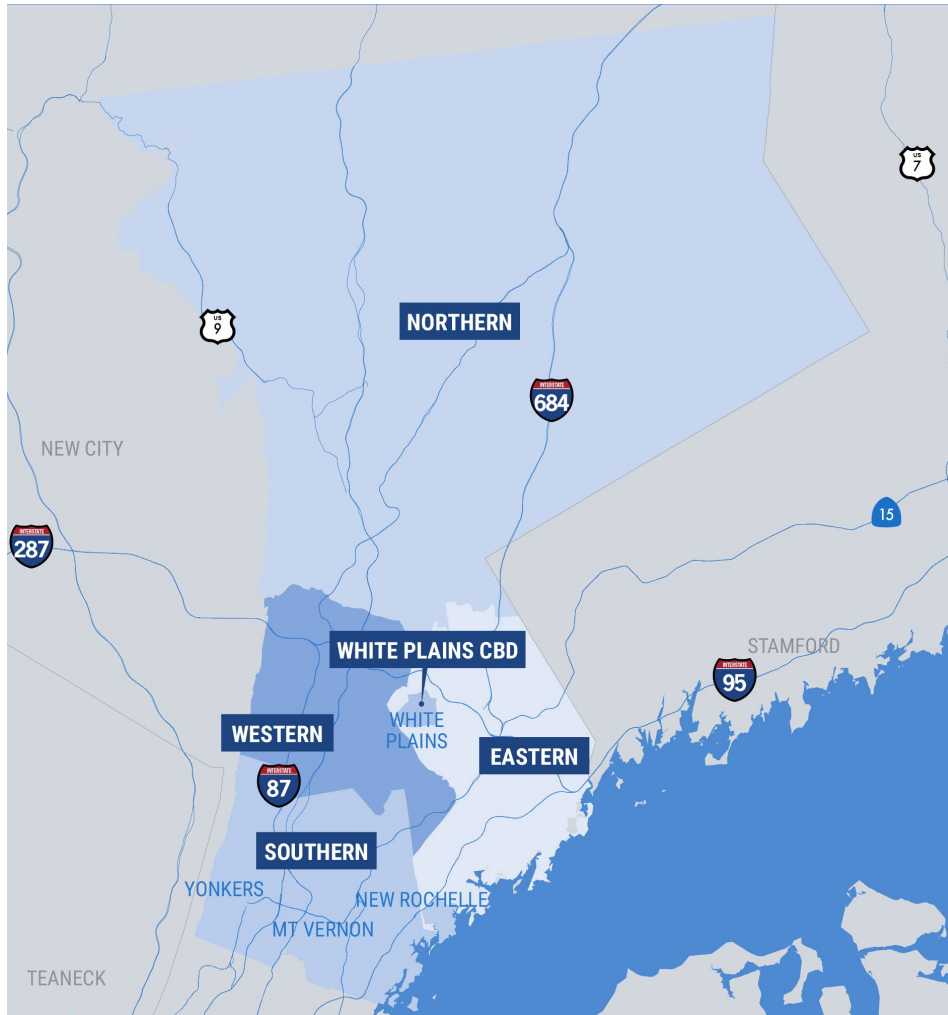 US
7
NORTHERN
US
9
INTERSTATE
684
NEW CITY
15
INTERSTATE
287
WHITE PLAINS CBD
STAMFORD
INTERSTATE
95
WHITE
PLAINS
WESTERN
EASTERN
INTERSTATE
87
SOUTHERN
YONKERS
NEW ROCHELLE
MT VERNON
TEANECK